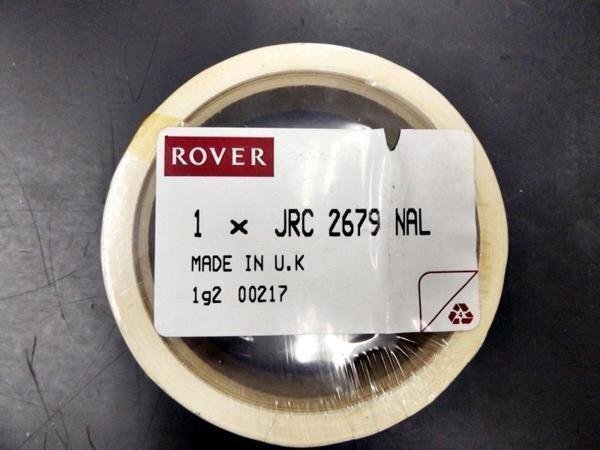 ROVER
1 x JRC 2679 NAL
MADE IN U.K
1g2 00217